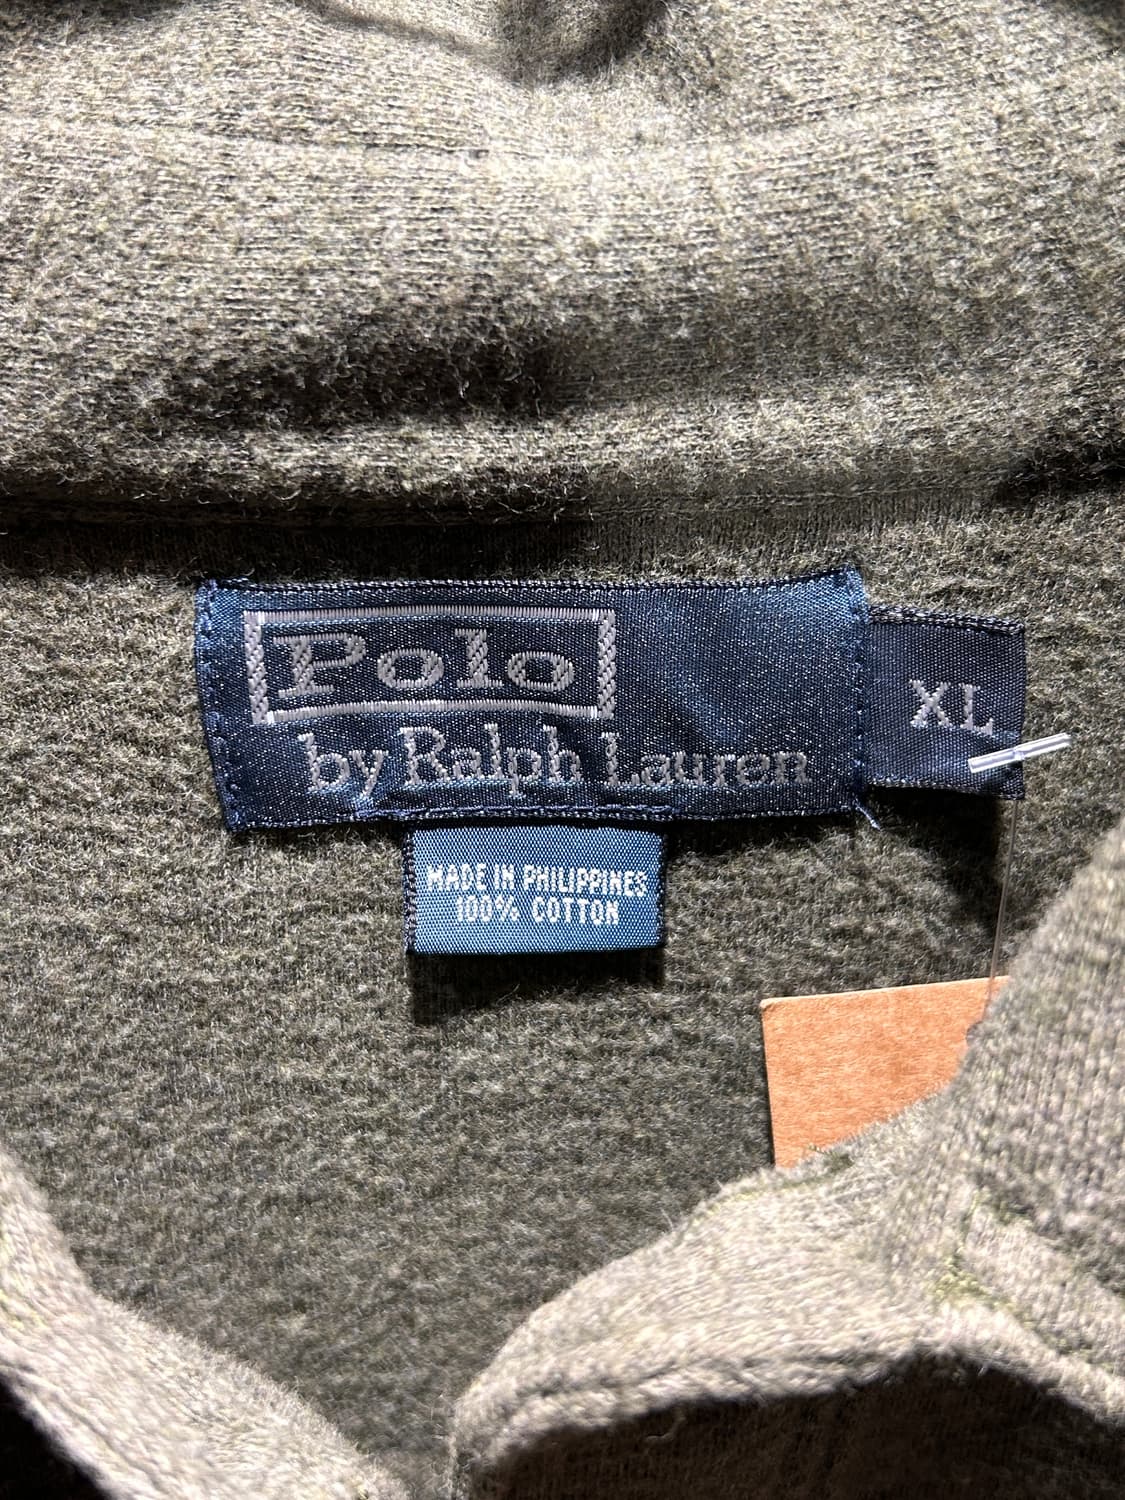 Polo
by Ralph Lauren
XL
MADE IN PHILIPPINES
100% COTTON